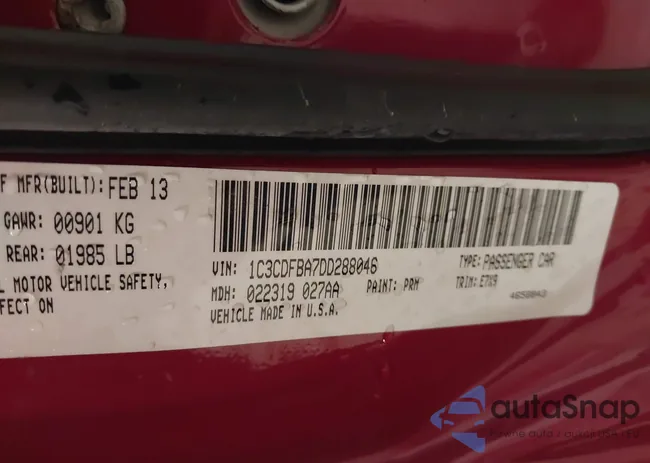 F MFR(BUILT): FEB 13
GAWR: 00901 KG
REAR: 01985 LB
L MOTOR VEHICLE SAFETY,
FECT ON
VIN: 1C3CDFBA7DD288046
TYPE: PASSENGER CAR
MDH: 022319 027AA
PAINT: PRM
TRIM: E7X9
VEHICLE MADE IN U.S.A.
autaSnap